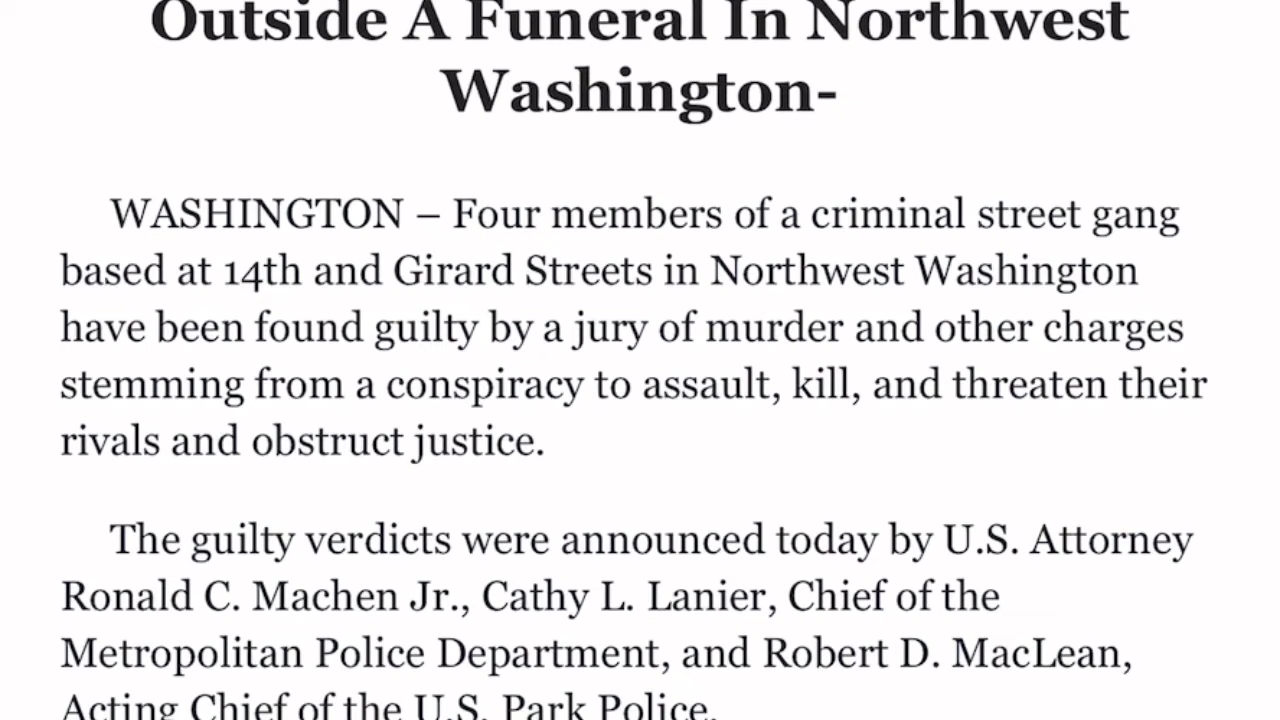 Outside A Funeral In Northwest
Washington-
WASHINGTON – Four members of a criminal street gang
based at 14th and Girard Streets in Northwest Washington
have been found guilty by a jury of murder and other charges
stemming from a conspiracy to assault, kill, and threaten their
rivals and obstruct justice.
The guilty verdicts were announced today by U.S. Attorney
Ronald C. Machen Jr., Cathy L. Lanier, Chief of the
Metropolitan Police Department, and Robert D. MacLean,
Acting Chief of the U.S. Park Police.